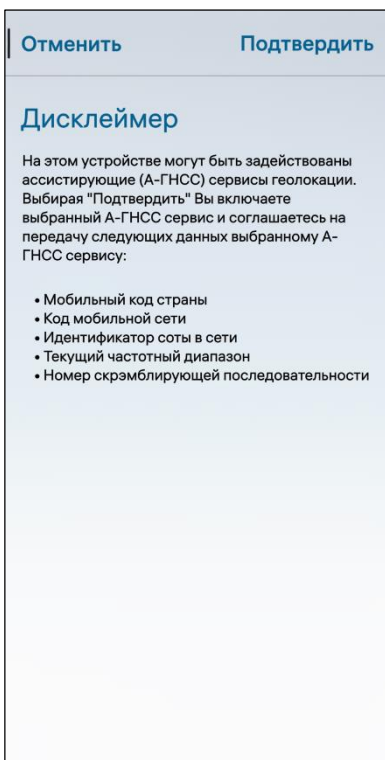 Отменить Подтвердить
Дисклеймер
На этом устройстве могут быть задействованы
ассистирующие (А-ГНСС) сервисы геолокации.
Выбирая "Подтвердить" Вы включаете
выбранный А-ГНСС сервис и соглашаетесь на
передачу следующих данных выбранному А-
ГНСС сервису:
• Мобильный код страны
• Код мобильной сети
• Идентификатор соты в сети
• Текущий частотный диапазон
• Номер скрэмблирующей последовательности